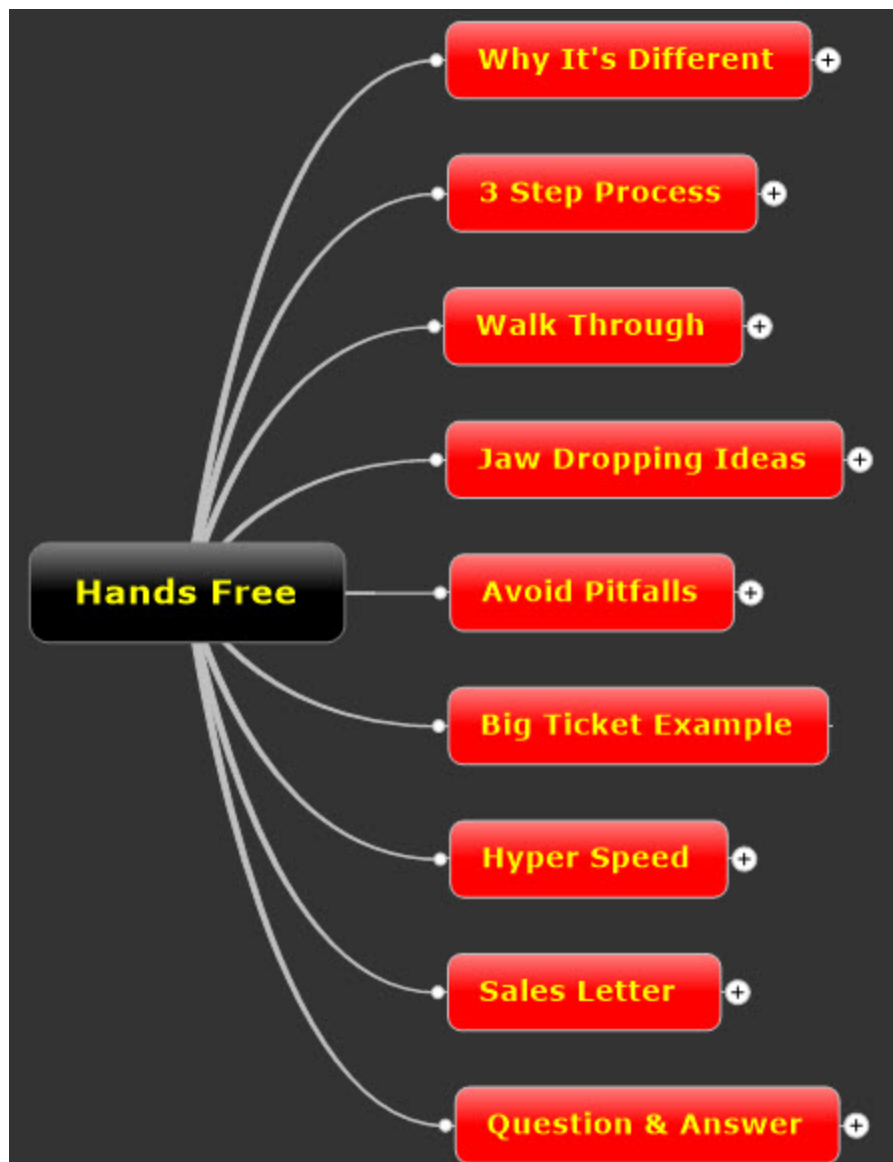 Why It's Different
3 Step Process
Walk Through
Jaw Dropping Ideas
Hands Free
Avoid Pitfalls
Big Ticket Example
Hyper Speed
Sales Letter
Question & Answer